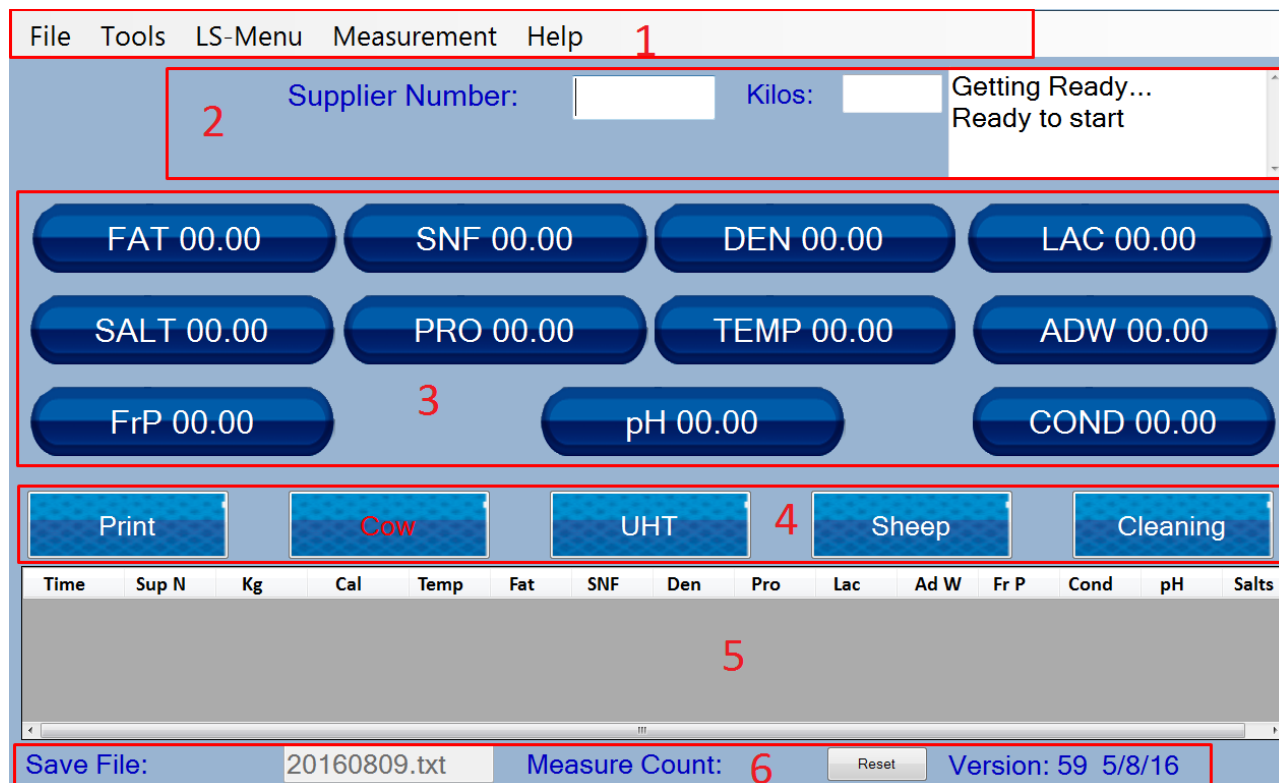 File Tools LS-Menu Measurement Help 1
2 Supplier Number: Kilos: Getting Ready...
Ready to start
FAT 00.00 SNF 00.00 DEN 00.00 LAC 00.00
SALT 00.00 PRO 00.00 TEMP 00.00 ADW 00.00
3
FrP 00.00 pH 00.00 COND 00.00
Print Cow UHT 4 Sheep Cleaning
Time Sup N Kg Cal Temp Fat SNF Den Pro Lac Ad W Fr P Cond pH Salts
5
Save File: 20160809.txt Measure Count: 6 Reset Version: 59 5/8/16